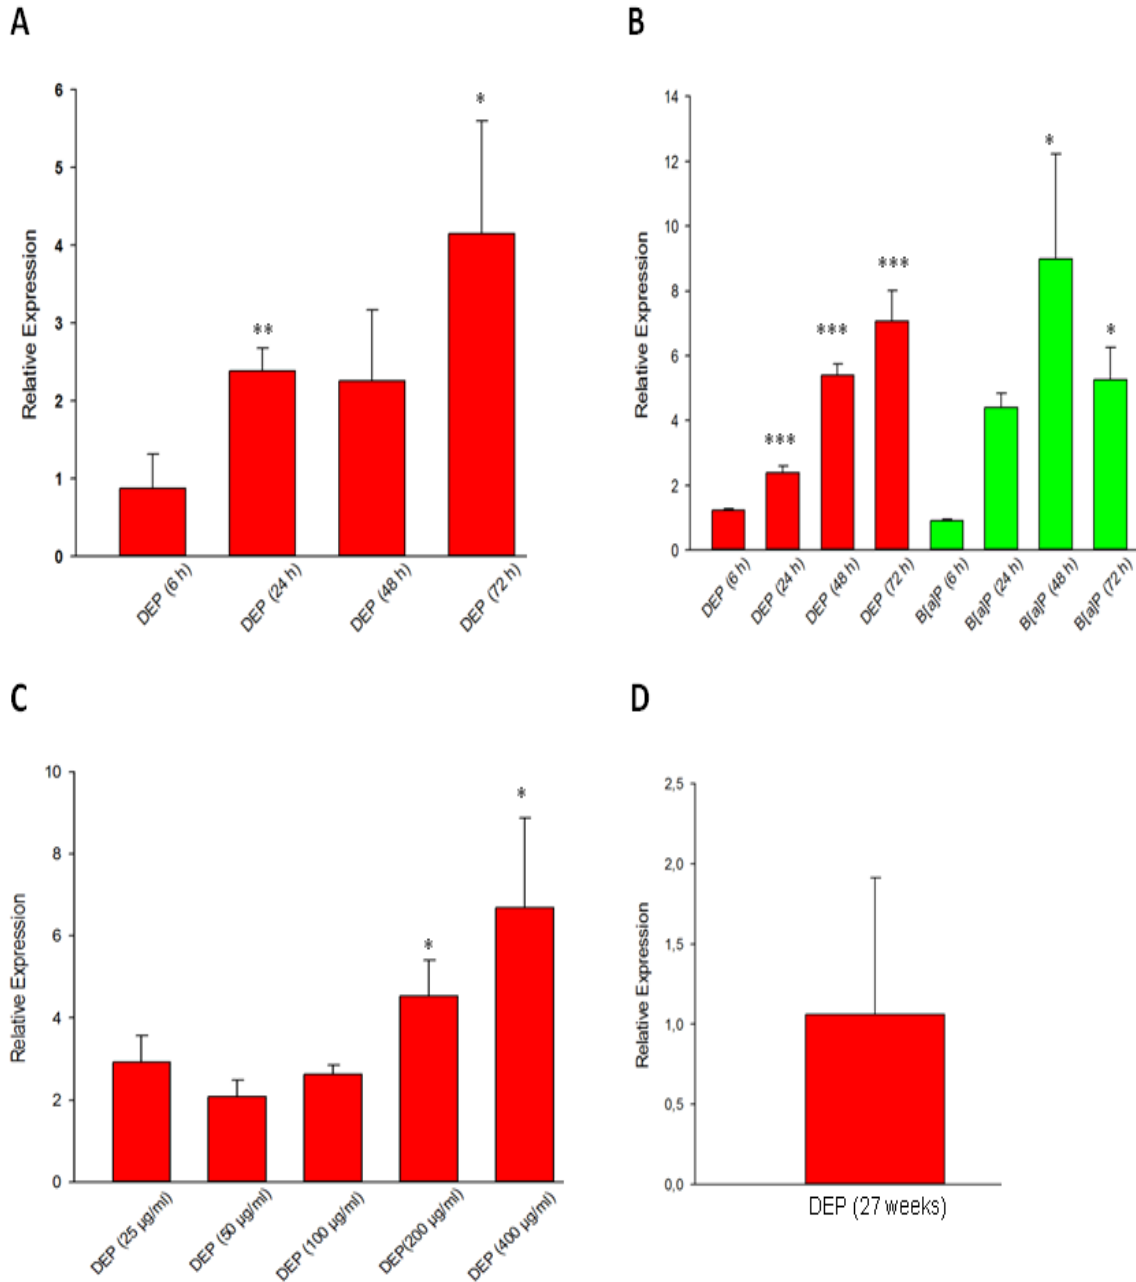 A
6
5
4
3
2
1
0
Relative Expression
**
*
DEP (6 h)
DEP (24 h)
DEP (48 h)
DEP (72 h)
B
14
12
10
8
6
4
2
0
Relative Expression
***
***
***
*
*
DEP (6 h)
DEP (24 h)
DEP (48 h)
DEP (72 h)
B[a]P (6 h)
B[a]P (24 h)
B[a]P (48 h)
B[a]P (72 h)
C
10
8
6
4
2
0
Relative Expression
*
*
DEP (25 µg/ml)
DEP (50 µg/ml)
DEP (100 µg/ml)
DEP(200 µg/ml)
DEP (400 µg/ml)
D
2,5
2,0
1,5
1,0
0,5
0,0
Relative Expression
DEP (27 weeks)